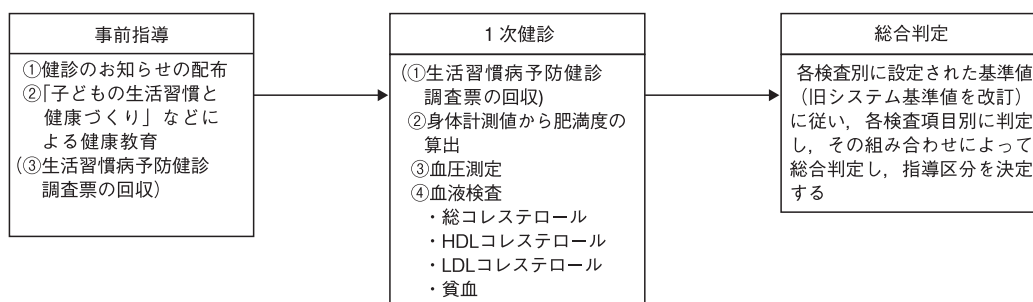 事前指導
①健診のお知らせの配布
②「子どもの生活習慣と
健康づくり」などに
よる健康教育
(③生活習慣病予防健診
調査票の回収)
1次健診
(①生活習慣病予防健診
調査票の回収)
②身体計測値から肥満度の
算出
③血圧測定
④血液検査
・総コレステロール
・HDLコレステロール
・LDLコレステロール
・貧血
総合判定
各検査別に設定された基準値
（旧システム基準値を改訂）
に従い，各検査項目別に判定
し，その組み合わせによって
総合判定し，指導区分を決定
する